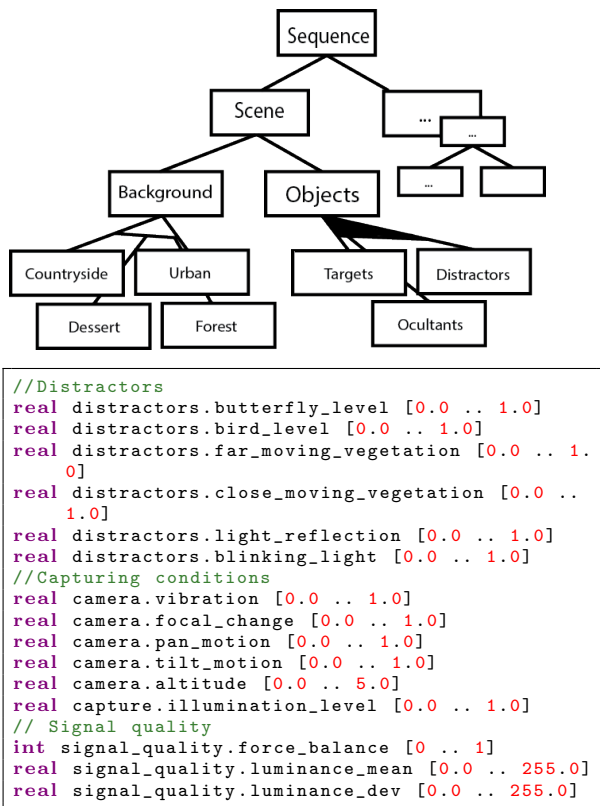 Sequence
Scene
...
...
Background
Objects
...
Countryside
Urban
Targets
Distractors
Dessert
Forest
Ocultants
//Distractors
real distractors.butterfly_level [0.0 .. 1.0]
real distractors.bird_level [0.0 .. 1.0]
real distractors.far_moving_vegetation [0.0 .. 1.
0]
real distractors.close_moving_vegetation [0.0 ..
1.0]
real distractors.light_reflection [0.0 .. 1.0]
real distractors.blinking_light [0.0 .. 1.0]
//Capturing conditions
real camera.vibration [0.0 .. 1.0]
real camera.focal_change [0.0 .. 1.0]
real camera.pan_motion [0.0 .. 1.0]
real camera.tilt_motion [0.0 .. 1.0]
real camera.altitude [0.0 .. 5.0]
real capture.illumination_level [0.0 .. 1.0]
// Signal quality
int signal_quality.force_balance [0 .. 1]
real signal_quality.luminance_mean [0.0 .. 255.0]
real signal_quality.luminance_dev [0.0 .. 255.0]